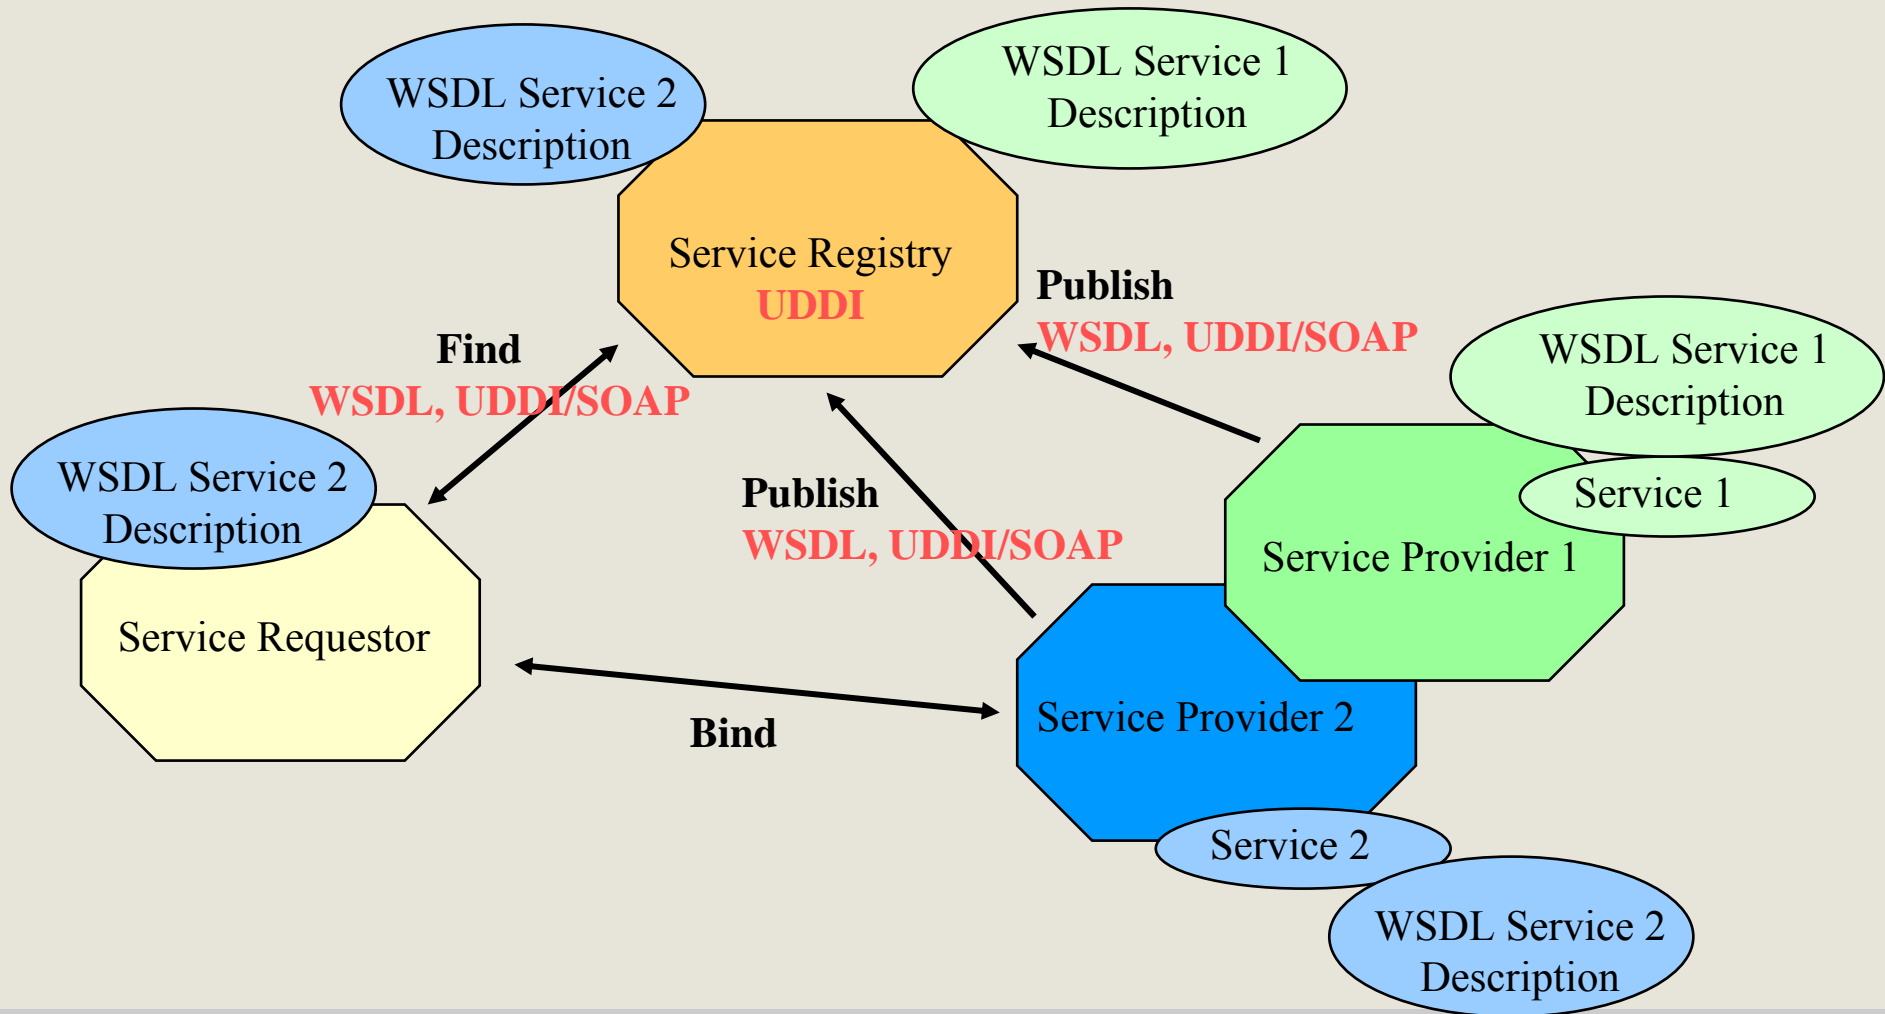 WSDL Service 2
Description
WSDL Service 1
Description
Service Registry
UDDI
Publish
WSDL, UDDI/SOAP
Find
WSDL, UDDI/SOAP
WSDL Service 1
Description
Service 1
Service Provider 1
WSDL Service 2
Description
Service Requestor
Publish
WSDL, UDDI/SOAP
Bind
Service Provider 2
Service 2
WSDL Service 2
Description